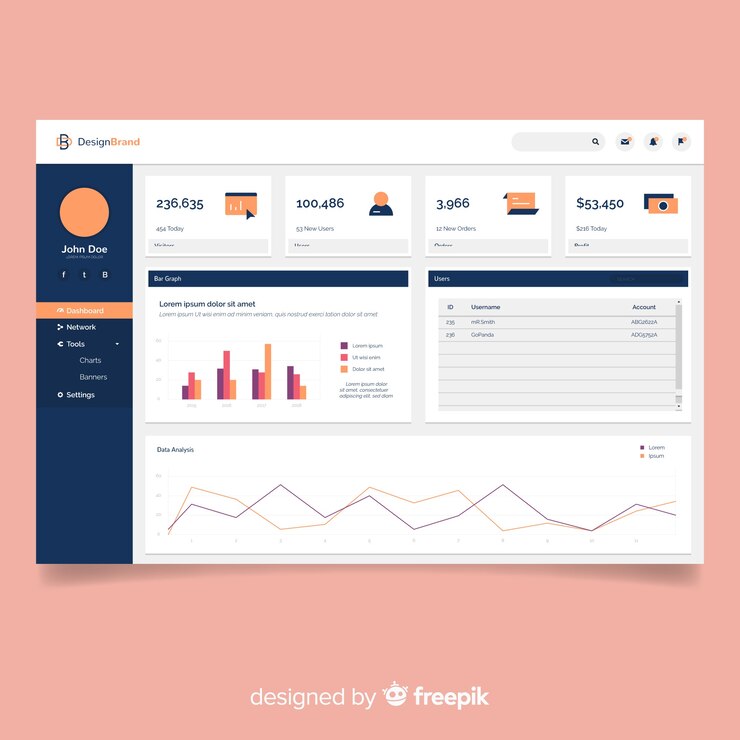 DesignBrand
John Doe
LOREM IPSUM DOLOR
f t B
Dashboard
Network
Tools
Charts
Banners
Settings
236,635
454 Today
Visitors
100,486
53 New Users
Users
3,966
12 New Orders
Orders
$53,450
$216 Today
Profit
Bar Graph
Lorem ipsum dolor sit amet
Lorem ipsum Ut wisi enim ad minim veniam, quis nostrud exerci tation ullamcorper
60
40
20
0
2015 2016 2017 2018
Lorem ipsum
Ut wisi enim
Dolor sit amet
Lorem ipsum dolor
sit amet, consectetuer
adipiscing elit, sed diam
Users
ID Username Account
235 mR.Smith ABG2622A
236 GoPanda ADG5752A
Data Analysis
Lorem
Ipsum
60
40
20
0
1 2 3 4 5 6 7 8 9 10 11
designed by freepik